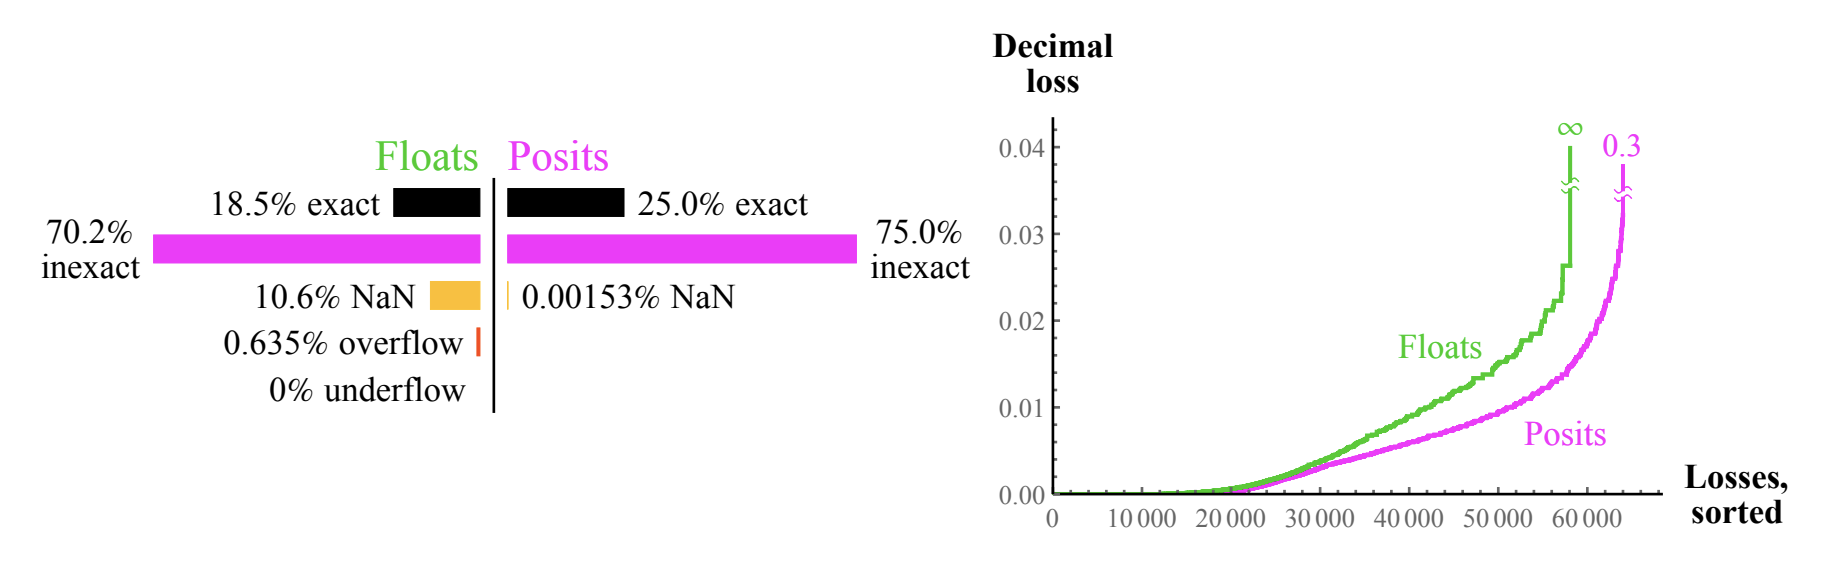 Floats
Posits
18.5% exact
25.0% exact
70.2%
inexact
75.0%
inexact
10.6% NaN
0.00153% NaN
0.635% overflow
0% underflow
Decimal
loss
∞
0.3
0.04
0.03
0.02
0.01
0.00
Floats
Posits
0
10 000
20 000
30 000
40 000
50 000
60 000
Losses,
sorted